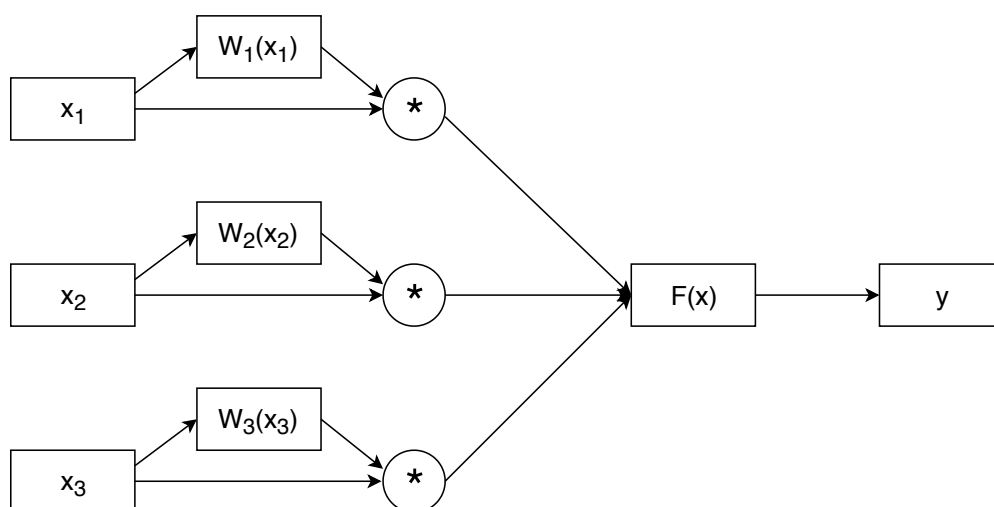 W₁(x₁)
x₁
*
W₂(x₂)
x₂
*
F(x)
y
W₃(x₃)
x₃
*